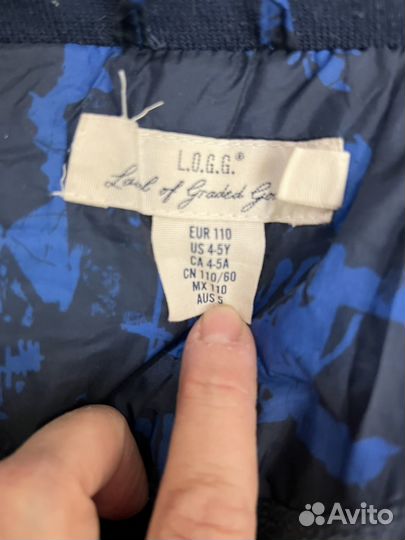 L.O.G.G.®
Label of Graded
EUR 110
US 4-5Y
CA 4-5A
CN 110/60
MX 110
AUS 5
Avito